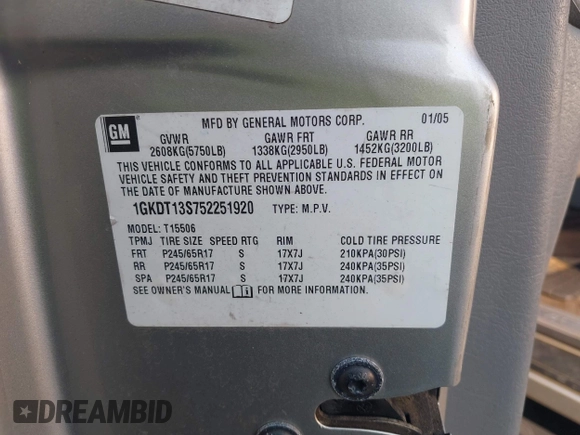 GM
MFD BY GENERAL MOTORS CORP. 01/05
GVWR GAWR FRT GAWR RR
2608KG(5750LB) 1338KG(2950LB) 1452KG(3200LB)
THIS VEHICLE CONFORMS TO ALL APPLICABLE U.S. FEDERAL MOTOR
VEHICLE SAFETY AND THEFT PREVENTION STANDARDS IN EFFECT ON
THE DATE OF MANUFACTURE SHOWN ABOVE.
1GKDT13S752251920 TYPE: M.P.V.
MODEL: T15506
TPMJ TIRE SIZE SPEED RTG RIM COLD TIRE PRESSURE
FRT P245/65R17 S 17X7J 210KPA(30PSI)
RR P245/65R17 S 17X7J 240KPA(35PSI)
SPA P245/65R17 S 17X7J 240KPA(35PSI)
SEE OWNER'S MANUAL FOR MORE INFORMATION.
DREAMBID